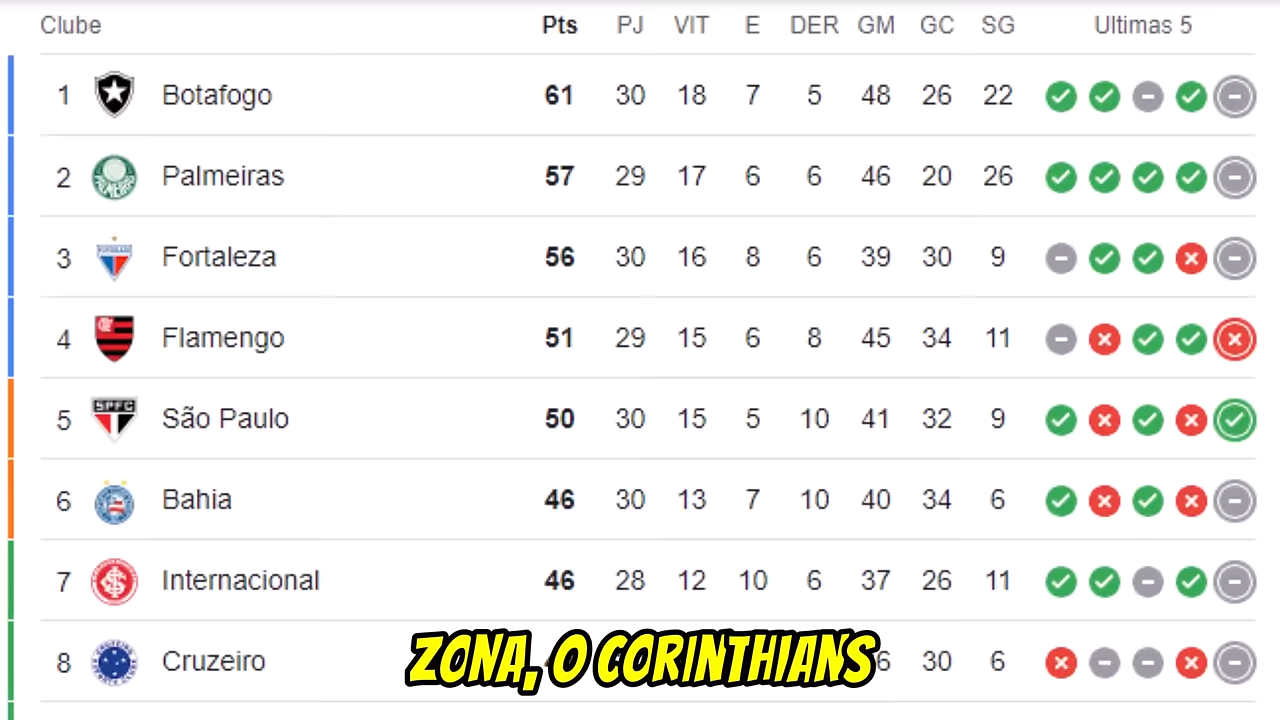 Clube Pts PJ VIT E DER GM GC SG Ultimas 5
1 Botafogo 61 30 18 7 5 48 26 22
2 Palmeiras 57 29 17 6 6 46 20 26
3 Fortaleza 56 30 16 8 6 39 30 9
4 Flamengo 51 29 15 6 8 45 34 11
5 SPFC São Paulo 50 30 15 5 10 41 32 9
6 Bahia 46 30 13 7 10 40 34 6
7 Internacional 46 28 12 10 6 37 26 11
8 Cruzeiro 6 30 6
ZONA, O CORINTHIANS